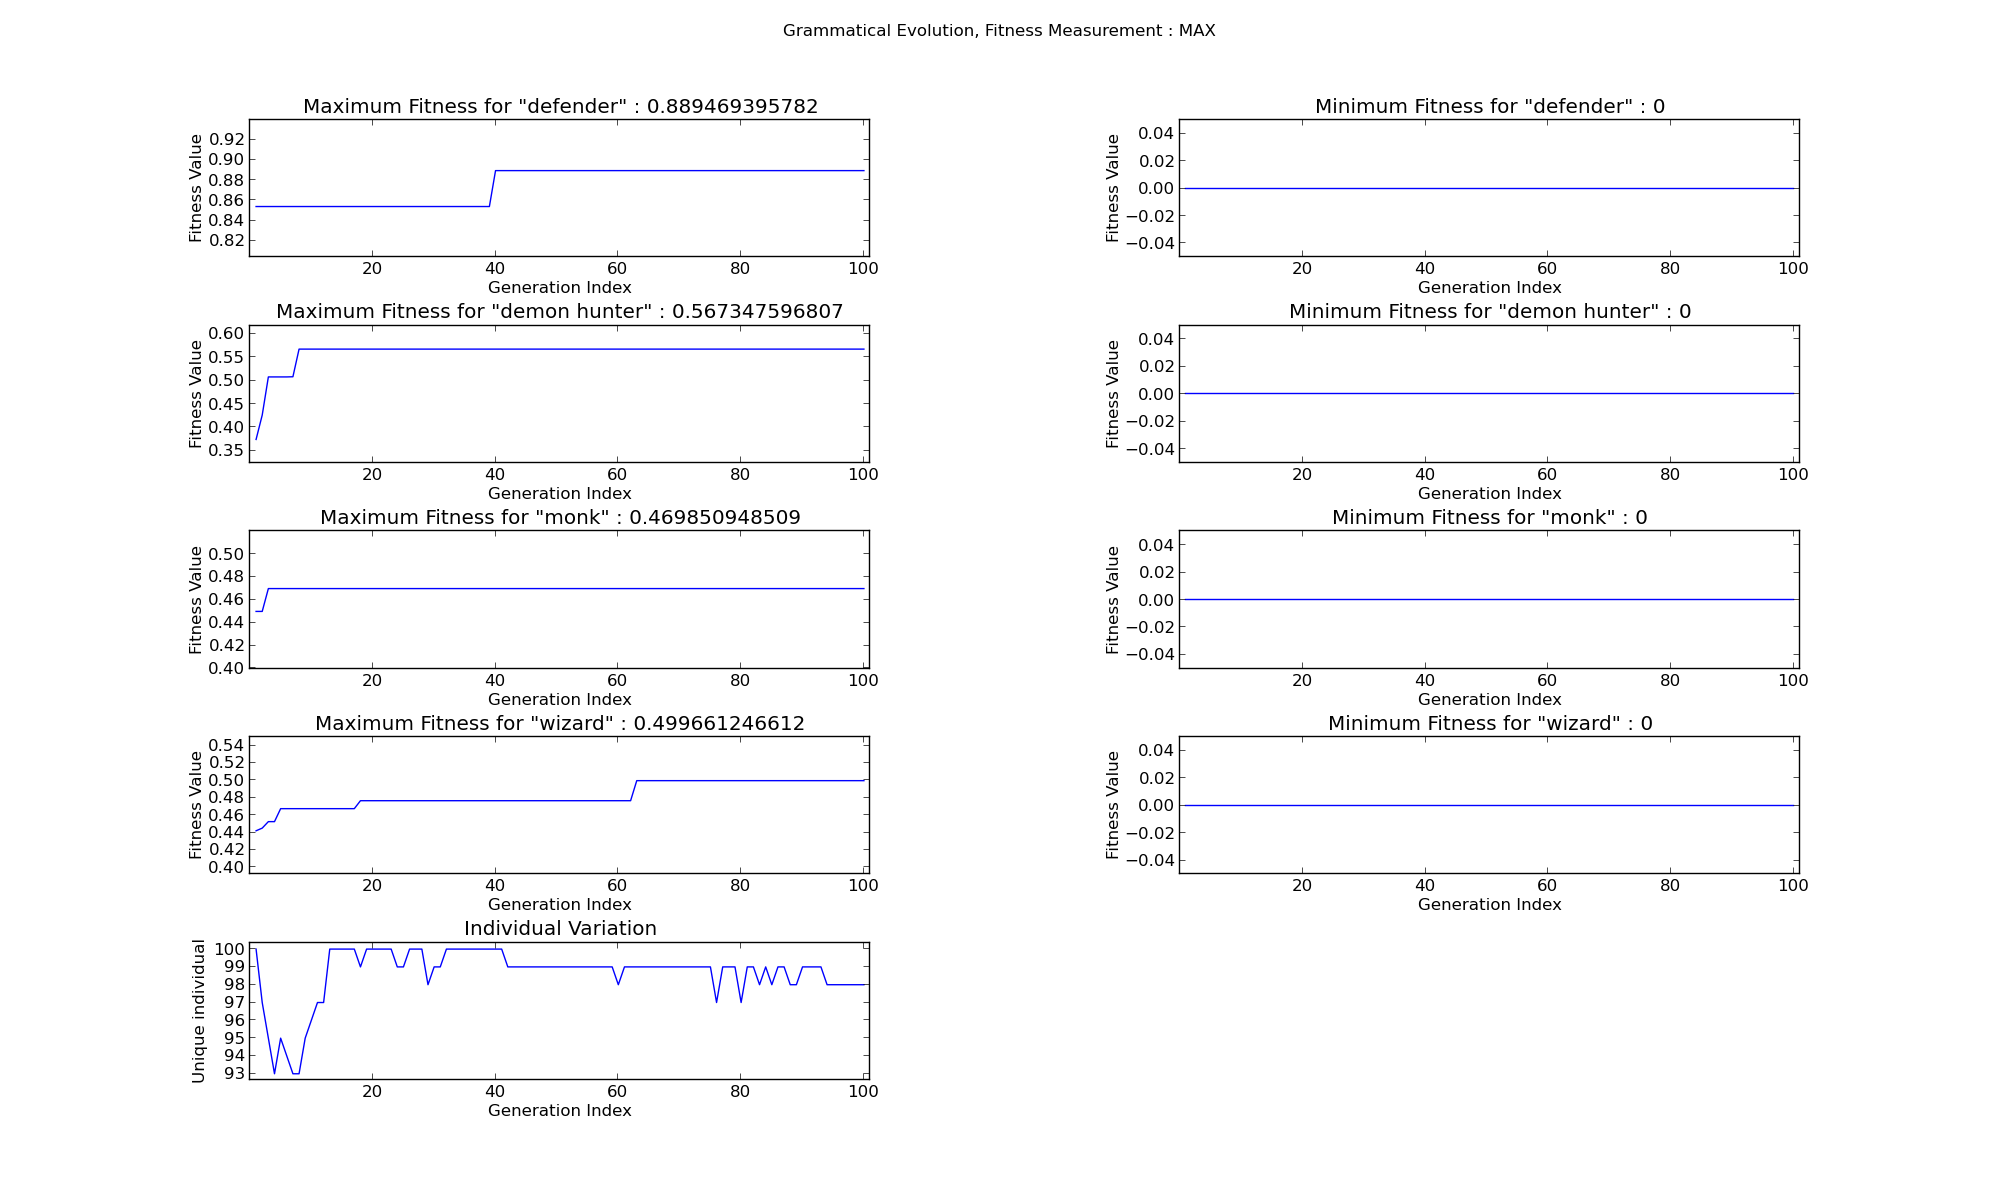 Grammatical Evolution, Fitness Measurement : MAX
Maximum Fitness for "defender" : 0.889469395782
Fitness Value
0.92
0.90
0.88
0.86
0.84
0.82
20 40 60 80 100
Generation Index
Minimum Fitness for "defender" : 0
Fitness Value
0.04
0.02
0.00
−0.02
−0.04
20 40 60 80 100
Generation Index
Maximum Fitness for "demon hunter" : 0.567347596807
Fitness Value
0.60
0.55
0.50
0.45
0.40
0.35
20 40 60 80 100
Generation Index
Minimum Fitness for "demon hunter" : 0
Fitness Value
0.04
0.02
0.00
−0.02
−0.04
20 40 60 80 100
Generation Index
Maximum Fitness for "monk" : 0.469850948509
Fitness Value
0.50
0.48
0.46
0.44
0.42
0.40
20 40 60 80 100
Generation Index
Minimum Fitness for "monk" : 0
Fitness Value
0.04
0.02
0.00
−0.02
−0.04
20 40 60 80 100
Generation Index
Maximum Fitness for "wizard" : 0.499661246612
Fitness Value
0.54
0.52
0.50
0.48
0.46
0.44
0.42
0.40
20 40 60 80 100
Generation Index
Minimum Fitness for "wizard" : 0
Fitness Value
0.04
0.02
0.00
−0.02
−0.04
20 40 60 80 100
Generation Index
Individual Variation
Unique individual
100
99
98
97
96
95
94
93
20 40 60 80 100
Generation Index